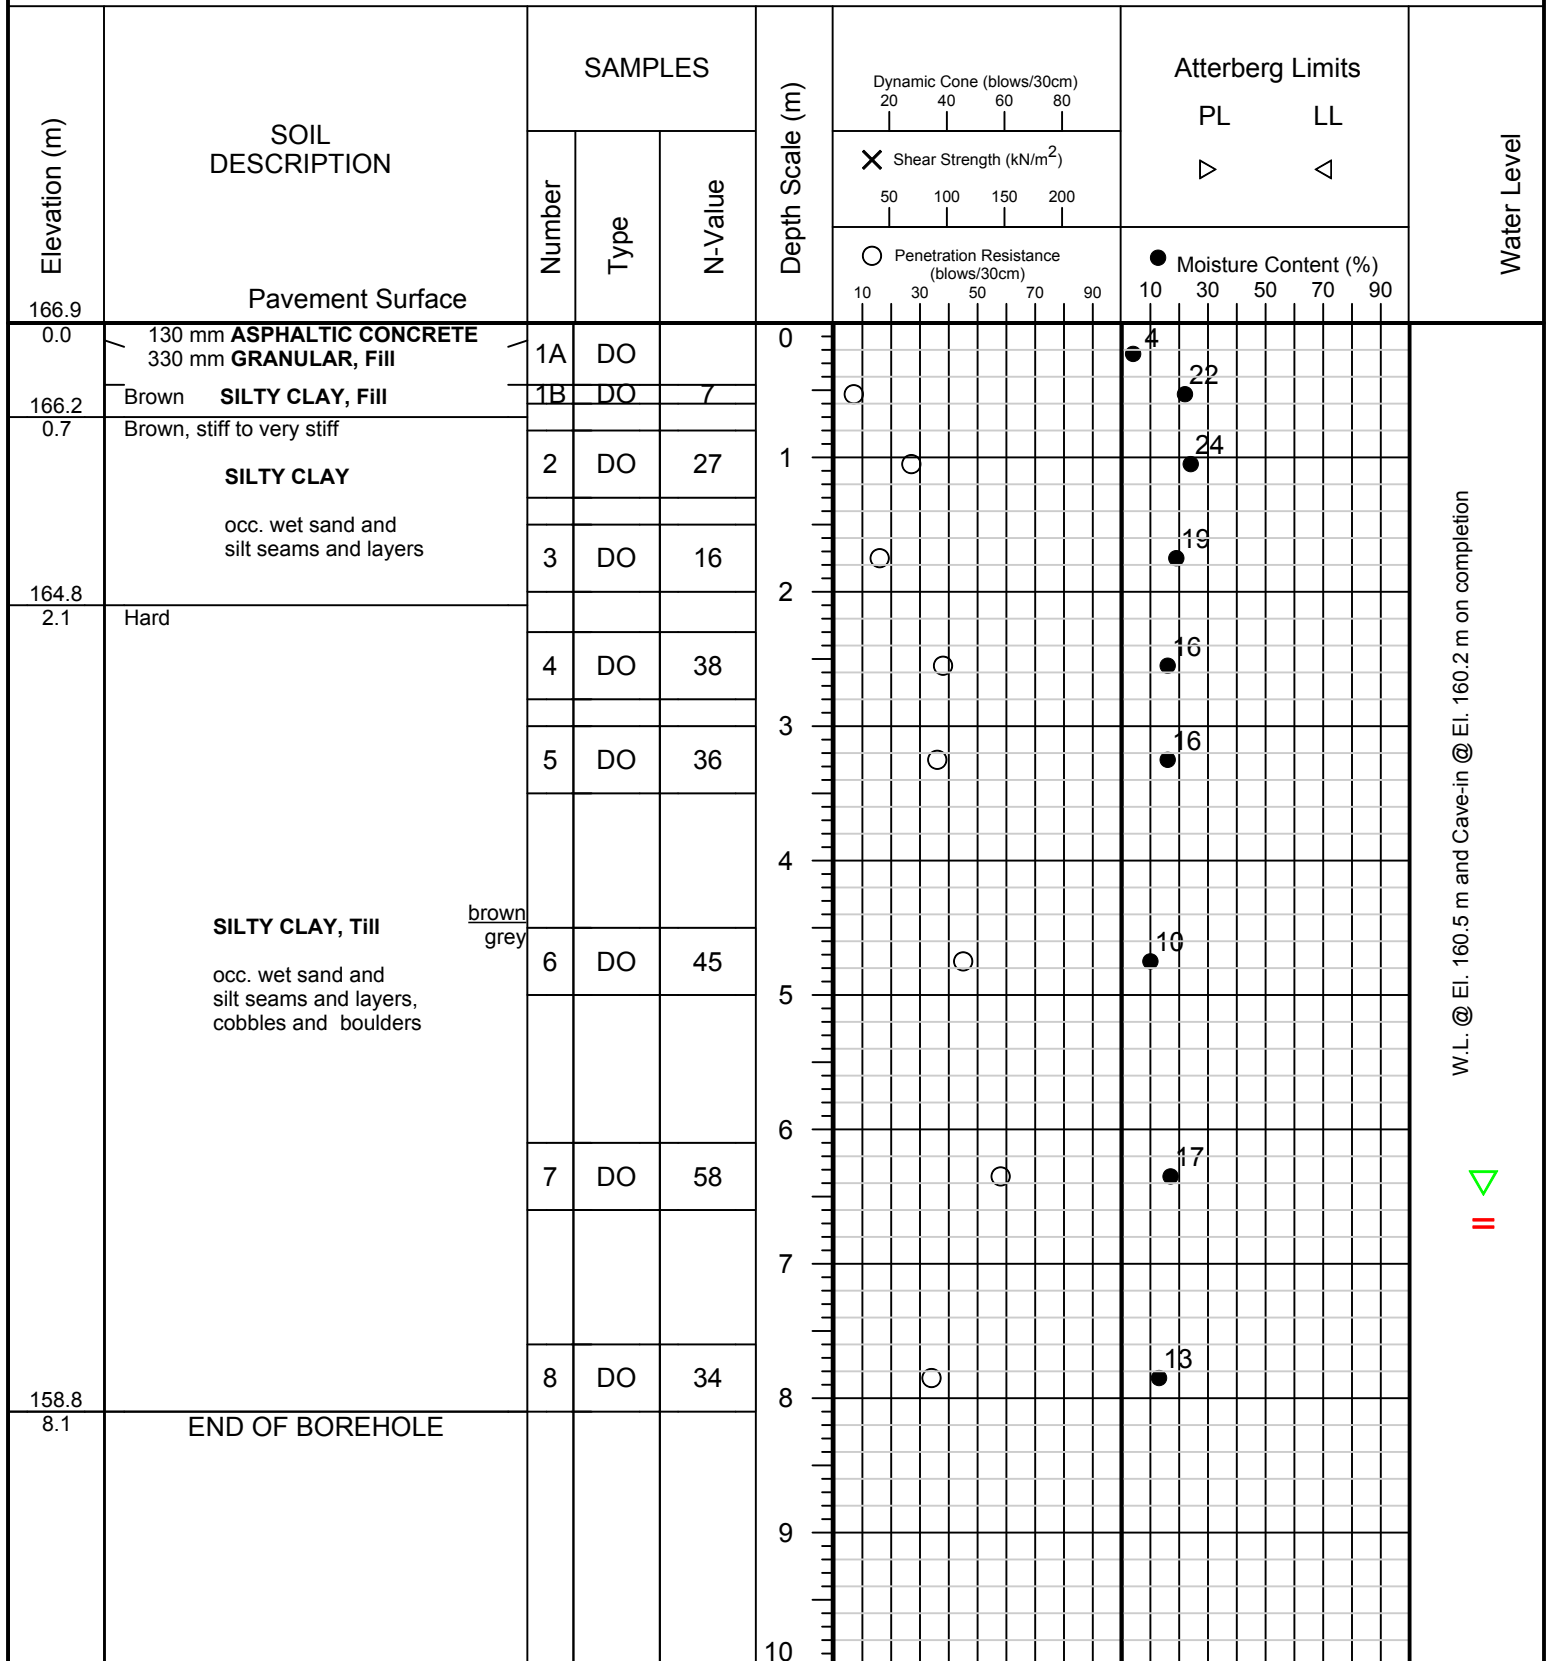 Elevation (m)
SOIL
DESCRIPTION
SAMPLES
Number
Type
N-Value
Depth Scale (m)
Dynamic Cone (blows/30cm)
20 40 60 80
Shear Strength (kN/m2)
50 100 150 200
Penetration Resistance
(blows/30cm)
10 30 50 70 90
Atterberg Limits
PL LL
Moisture Content (%)
10 30 50 70 90
Water Level
166.9
Pavement Surface
0.0
130 mm ASPHALTIC CONCRETE
330 mm GRANULAR, Fill
1A DO
0
4
Brown SILTY CLAY, Fill
1B DO 7
22
166.2
0.7
Brown, stiff to very stiff
SILTY CLAY
occ. wet sand and
silt seams and layers
2 DO 27
1
24
3 DO 16
19
164.8
2
2.1
Hard
4 DO 38
16
3
5 DO 36
16
4
SILTY CLAY, Till
brown
grey
occ. wet sand and
silt seams and layers,
cobbles and boulders
6 DO 45
10
5
6
7 DO 58
17
7
8 DO 34
13
158.8
8
8.1
END OF BOREHOLE
9
10
W.L. @ El. 160.5 m and Cave-in @ El. 160.2 m on completion